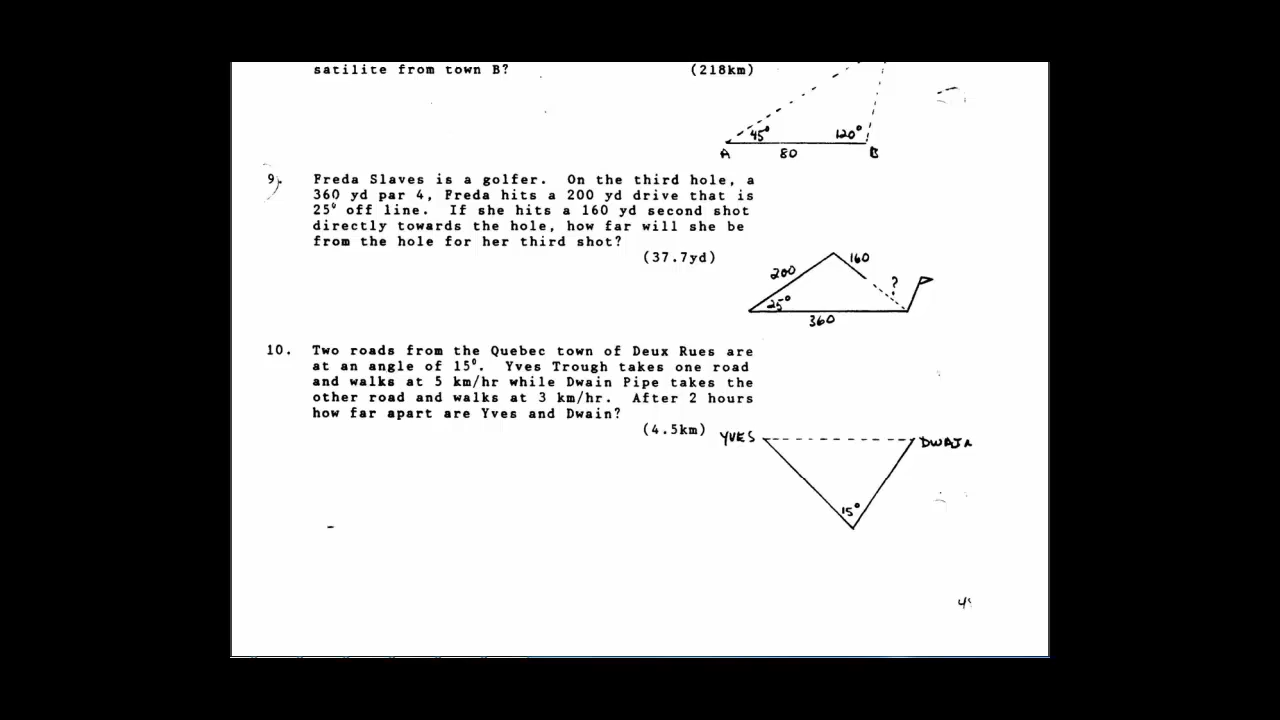 satilite from town B?
(218km)
45°
120°
A
80
B
9.
Freda Slaves is a golfer. On the third hole, a
360 yd par 4, Freda hits a 200 yd drive that is
25° off line. If she hits a 160 yd second shot
directly towards the hole, how far will she be
from the hole for her third shot?
(37.7yd)
200
160
?
25°
360
10. Two roads from the Quebec town of Deux Rues are
at an angle of 15°. Yves Trough takes one road
and walks at 5 km/hr while Dwain Pipe takes the
other road and walks at 3 km/hr. After 2 hours
how far apart are Yves and Dwain?
(4.5km)
YVES
DWAIN
15°